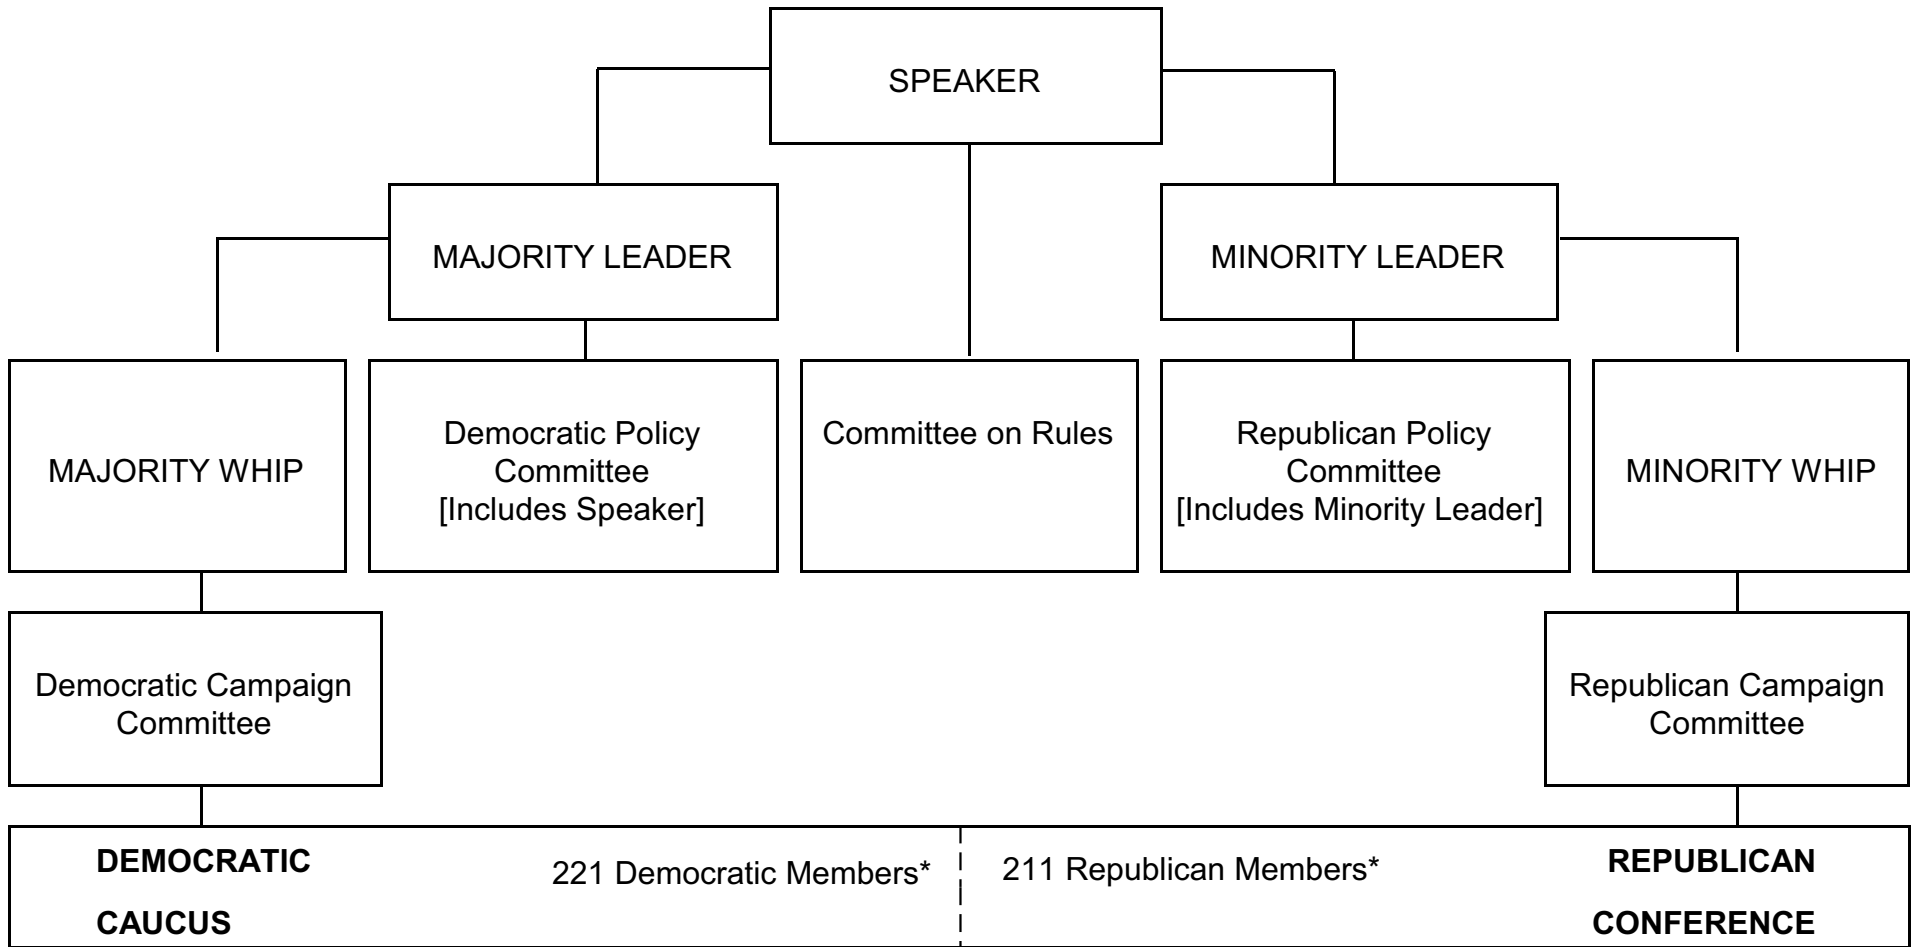 SPEAKER
MAJORITY LEADER
MINORITY LEADER
MAJORITY WHIP
Democratic Policy
Committee
[Includes Speaker]
Committee on Rules
Republican Policy
Committee
[Includes Minority Leader]
MINORITY WHIP
Democratic Campaign
Committee
Republican Campaign
Committee
DEMOCRATIC
CAUCUS
221 Democratic Members*
211 Republican Members*
REPUBLICAN
CONFERENCE